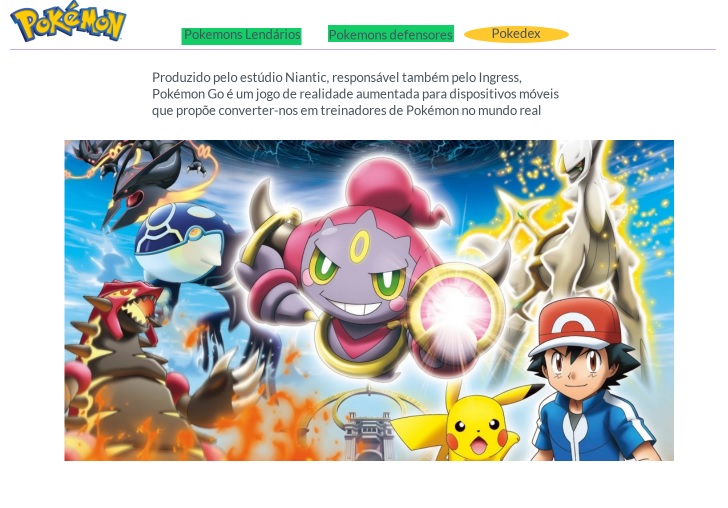 POKéMON
Pokemons Lendários
Pokemons defensores
Pokedex
Produzido pelo estúdio Niantic, responsável também pelo Ingress,
Pokémon Go é um jogo de realidade aumentada para dispositivos móveis
que propõe converter-nos em treinadores de Pokémon no mundo real